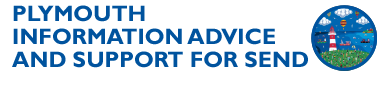 PLYMOUTH
INFORMATION ADVICE
AND SUPPORT FOR SEND